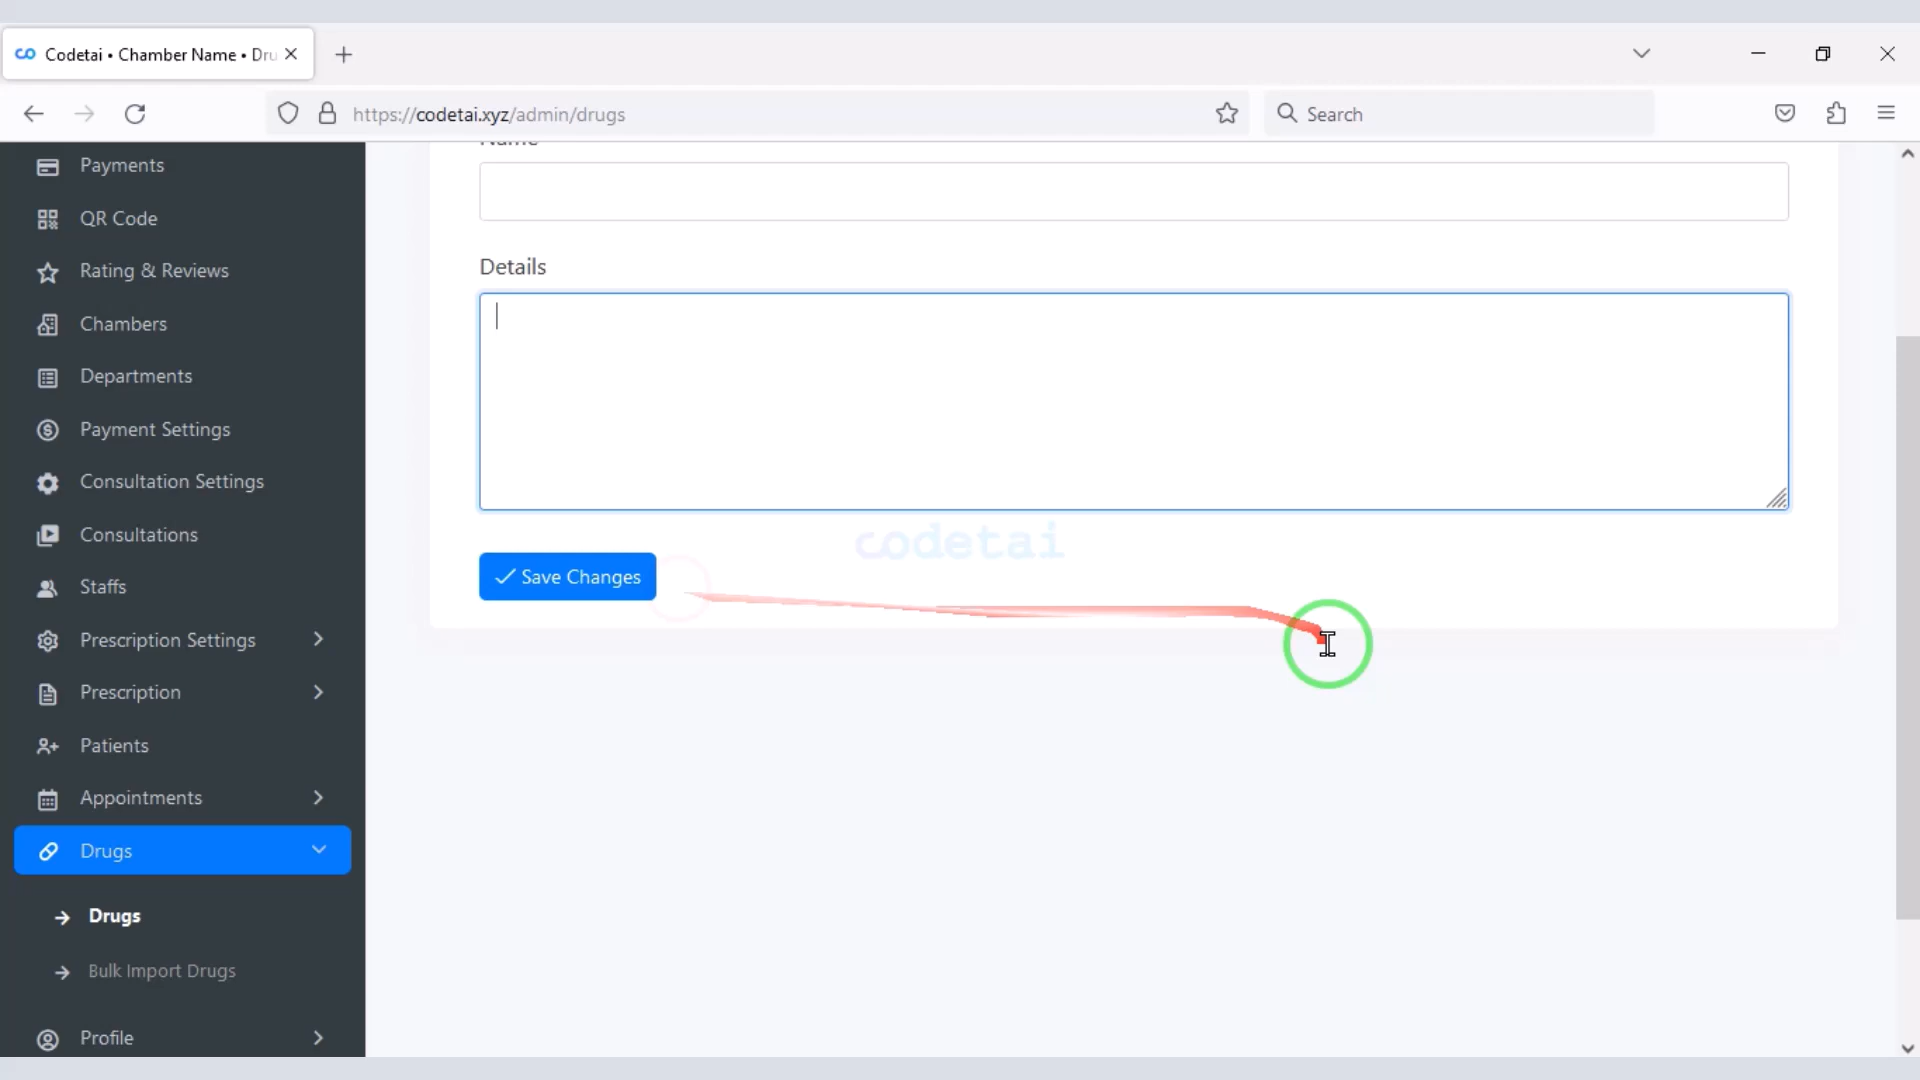 Codetai • Chamber Name • Dru
https://codetai.xyz/admin/drugs
Search
Payments
QR Code
Rating & Reviews
Chambers
Departments
Payment Settings
Consultation Settings
Consultations
Staffs
Prescription Settings
Prescription
Patients
Appointments
Drugs
Drugs
Bulk Import Drugs
Profile
Name
Details
codetai
Save Changes